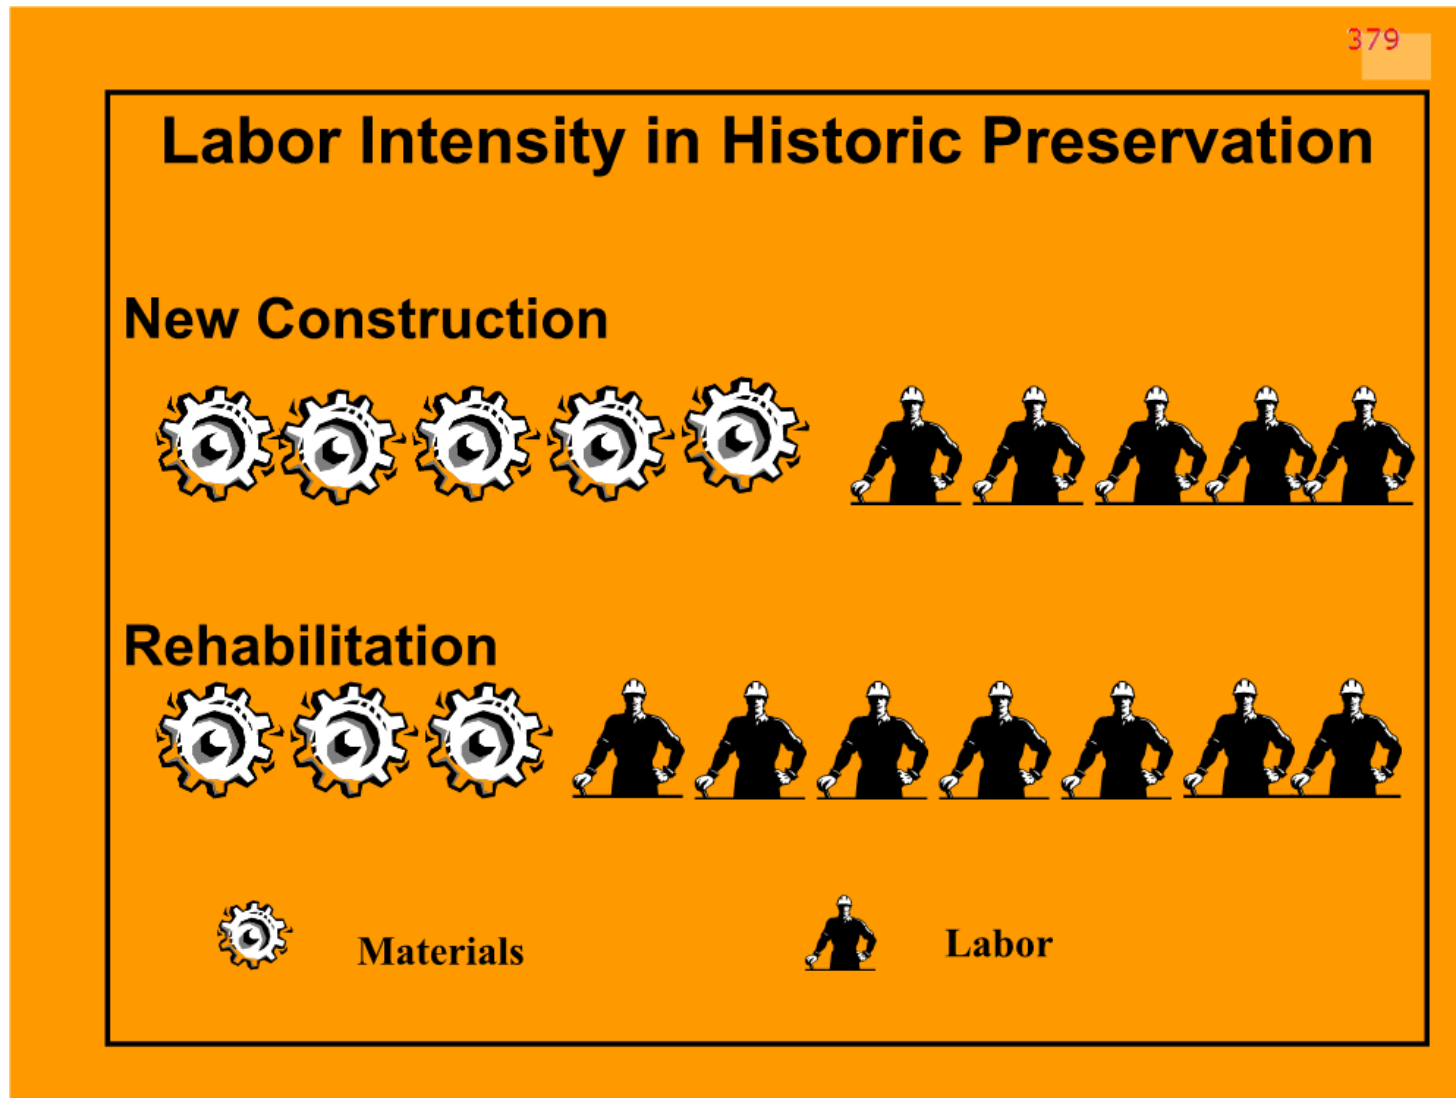 379
Labor Intensity in Historic Preservation
New Construction
Rehabilitation
Materials
Labor